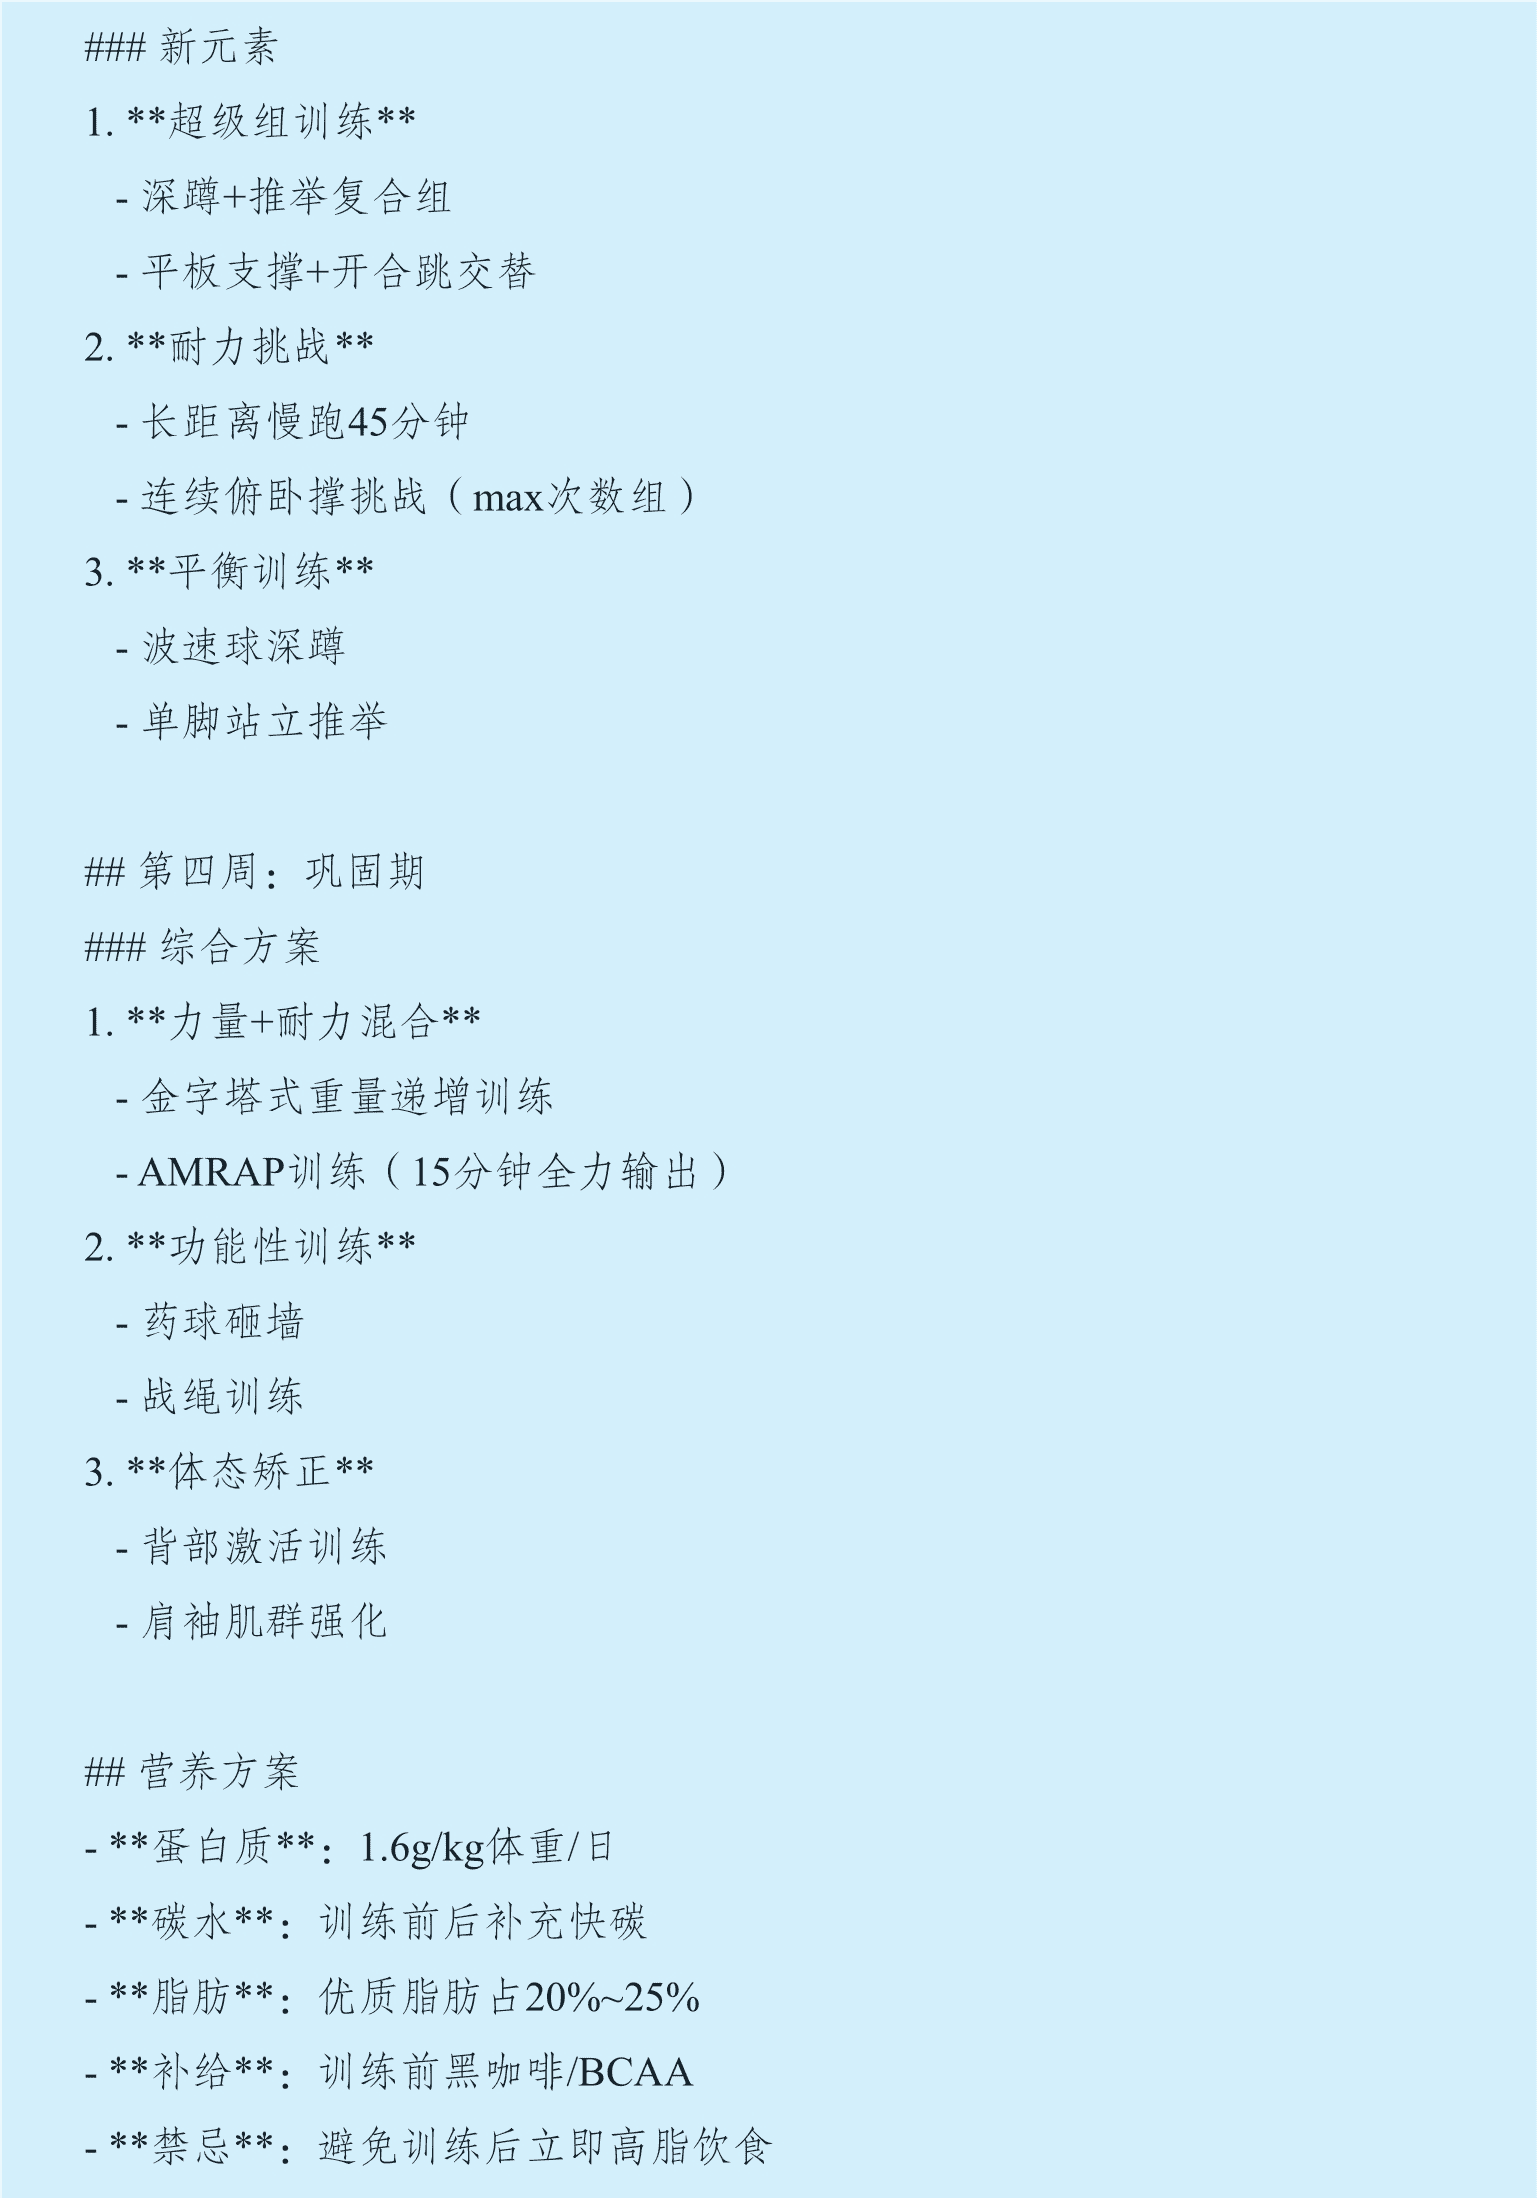 ### 新元素
1. **超级组训练**
- 深蹲+推举复合组
- 平板支撑+开合跳交替
2. **耐力挑战**
- 长距离慢跑45分钟
- 连续俯卧撑挑战（max次数组）
3. **平衡训练**
- 波速球深蹲
- 单脚站立推举
## 第四周：巩固期
### 综合方案
1. **力量+耐力混合**
- 金字塔式重量递增训练
- AMRAP训练（15分钟全力输出）
2. **功能性训练**
- 药球砸墙
- 战绳训练
3. **体态矫正**
- 背部激活训练
- 肩袖肌群强化
## 营养方案
- **蛋白质**：1.6g/kg体重/日
- **碳水**：训练前后补充快碳
- **脂肪**：优质脂肪占20%~25%
- **补给**：训练前黑咖啡/BCAA
- **禁忌**：避免训练后立即高脂饮食